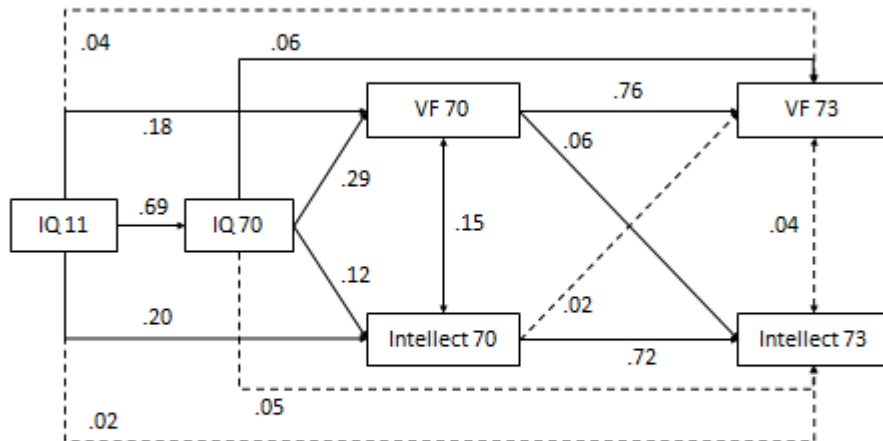 .04
.06
VF 70
.76
VF 73
.18
.06
.29
IQ 11
.69
IQ 70
.15
.04
.12
.02
.20
Intellect 70
.72
Intellect 73
.05
.02